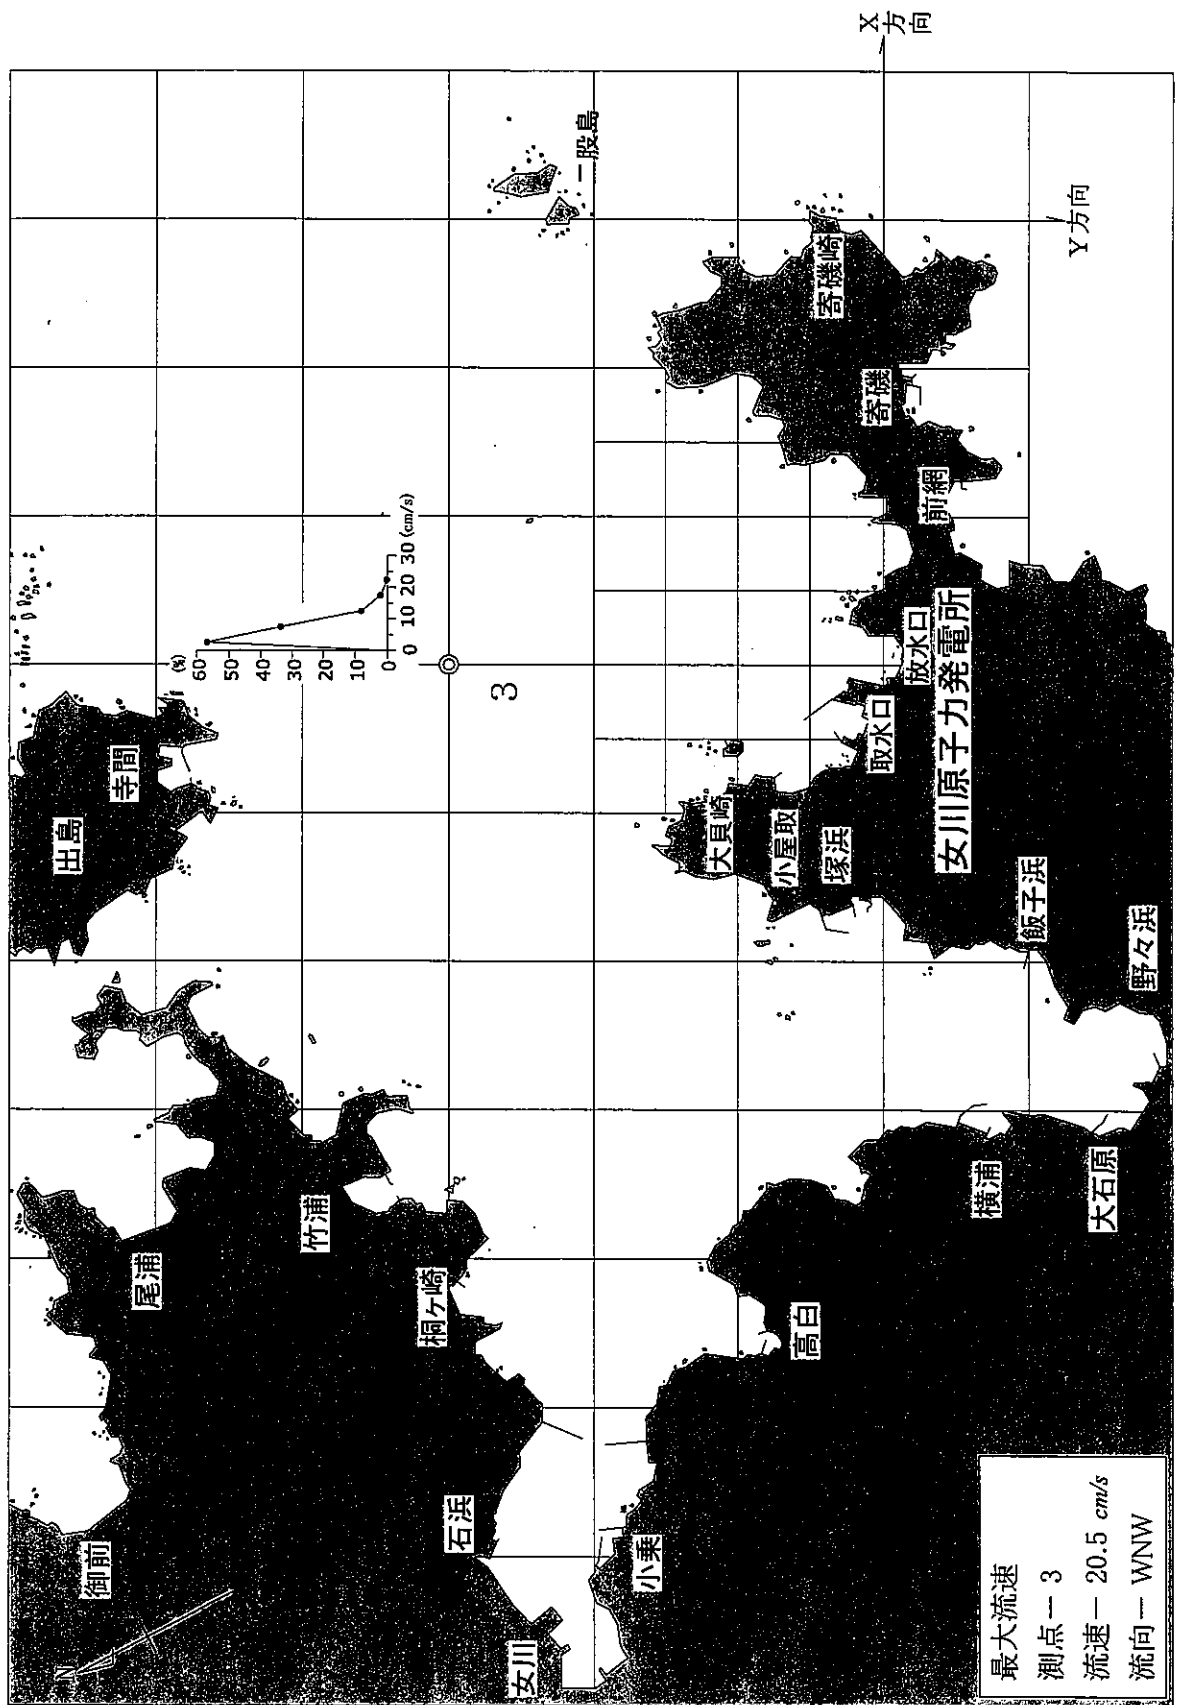 御前
尾浦
出島
寺間
竹浦
桐ヶ崎
石浜
女川
小乗
高白
横浦
大石原
野々浜
飯子浜
塚浜
小屋取
大貝崎
取水口
放水口
女川原子力発電所
前網
寄磯
寄磯崎
二股島
X方向
Y方向
(%)
60
50
40
30
20
10
0
0 10 20 30 (cm/s)
3
最大流速
測点ー 3
流速ー 20.5 cm/s
流向ー WNW